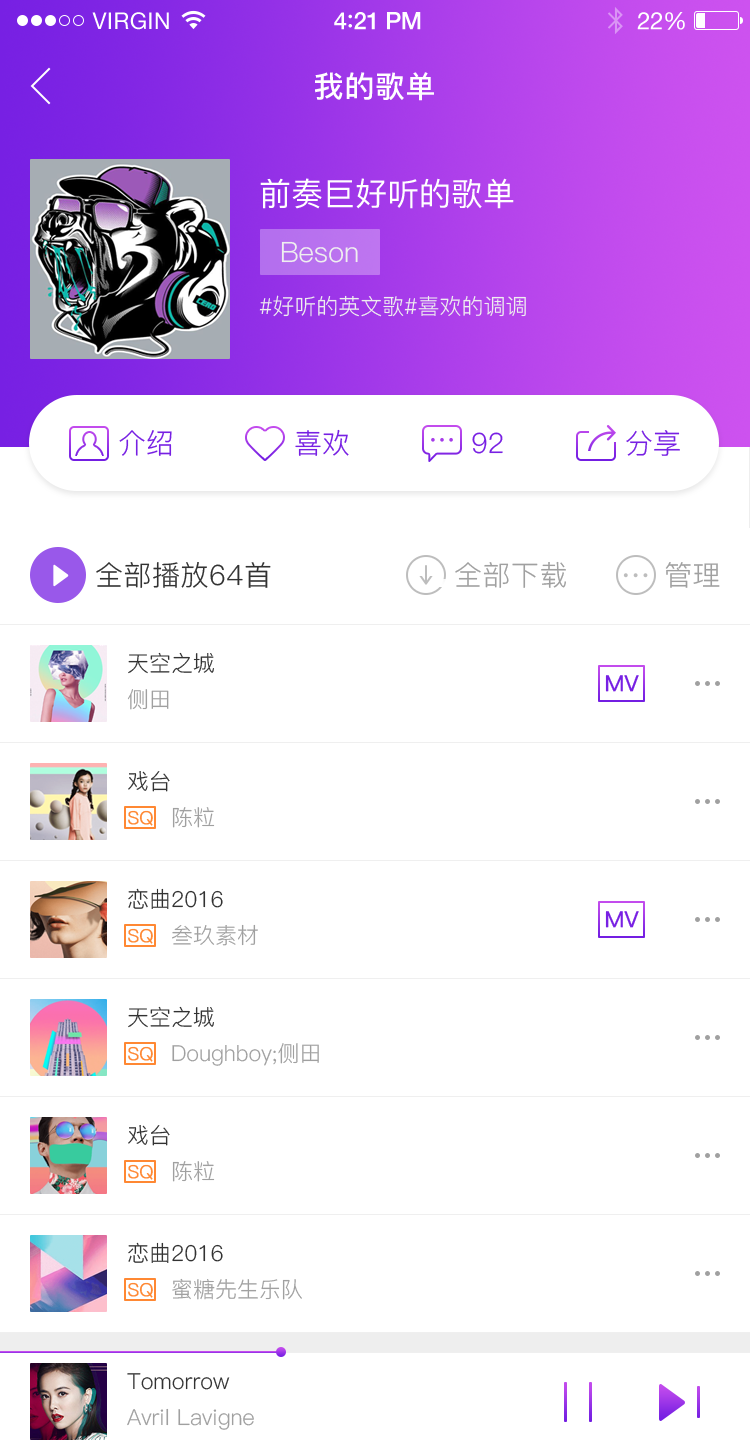 VIRGIN 4:21 PM 22%
我的歌单
前奏巨好听的歌单
Beson
#好听的英文歌#喜欢的调调
介绍 喜欢 92 分享
全部播放64首 全部下载 管理
天空之城
侧田
MV
戏台
SQ 陈粒
恋曲2016
SQ 叁玖素材
MV
天空之城
SQ Doughboy;侧田
戏台
SQ 陈粒
恋曲2016
SQ 蜜糖先生乐队
Tomorrow
Avril Lavigne